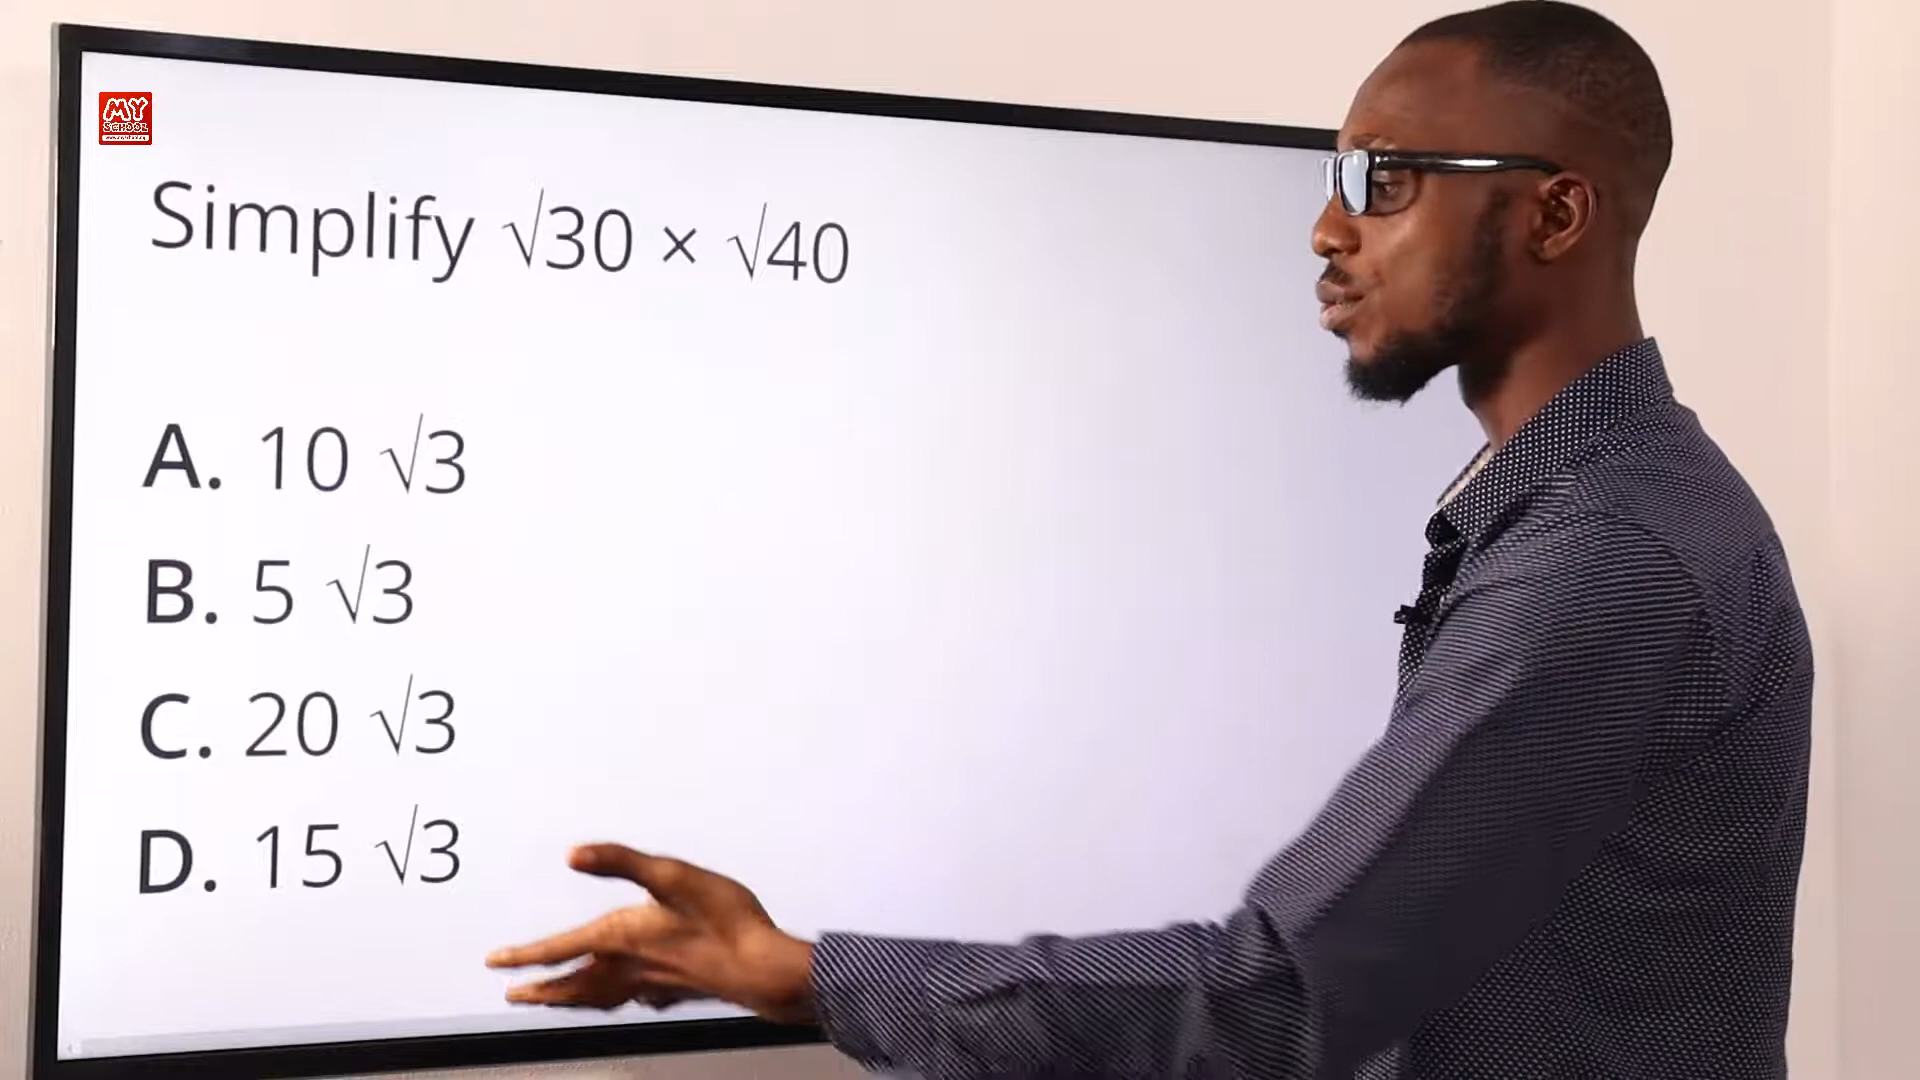 MY
SCHOOL
Simplify √30 × √40
A. 10 √3
B. 5 √3
C. 20 √3
D. 15 √3